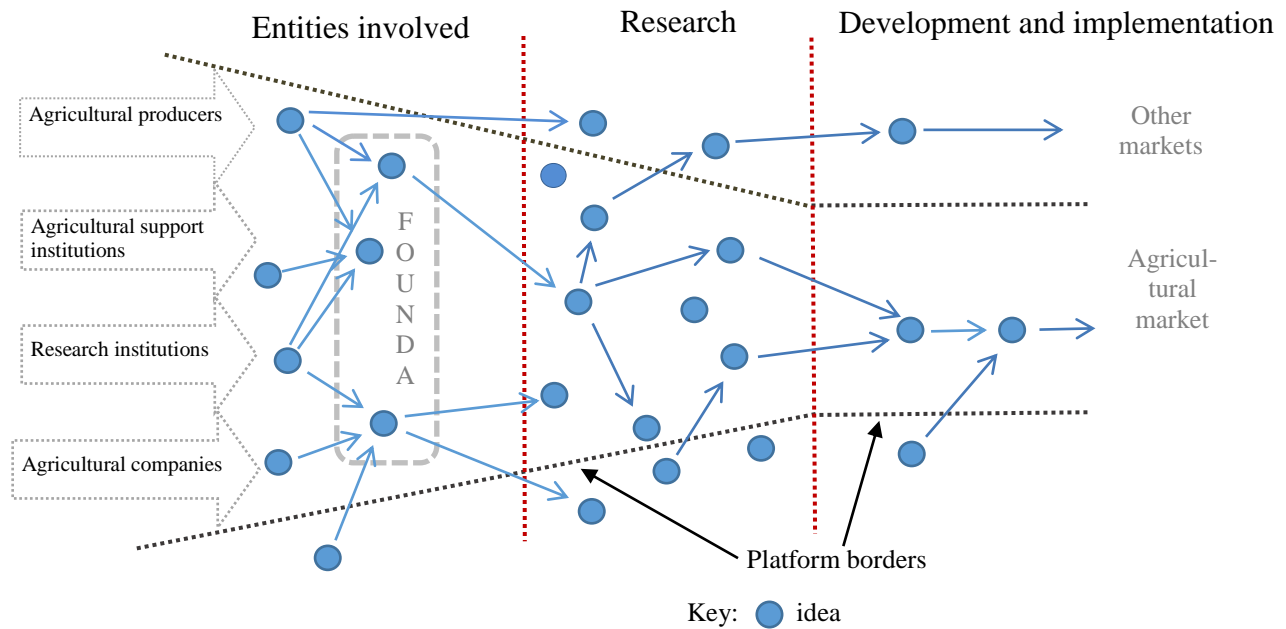 Entities involved
Research
Development and implementation
Agricultural producers
Agricultural support
institutions
Research institutions
Agricultural companies
F
O
U
N
D
A
Other
markets
Agricul-
tural
market
Platform borders
Key:
idea